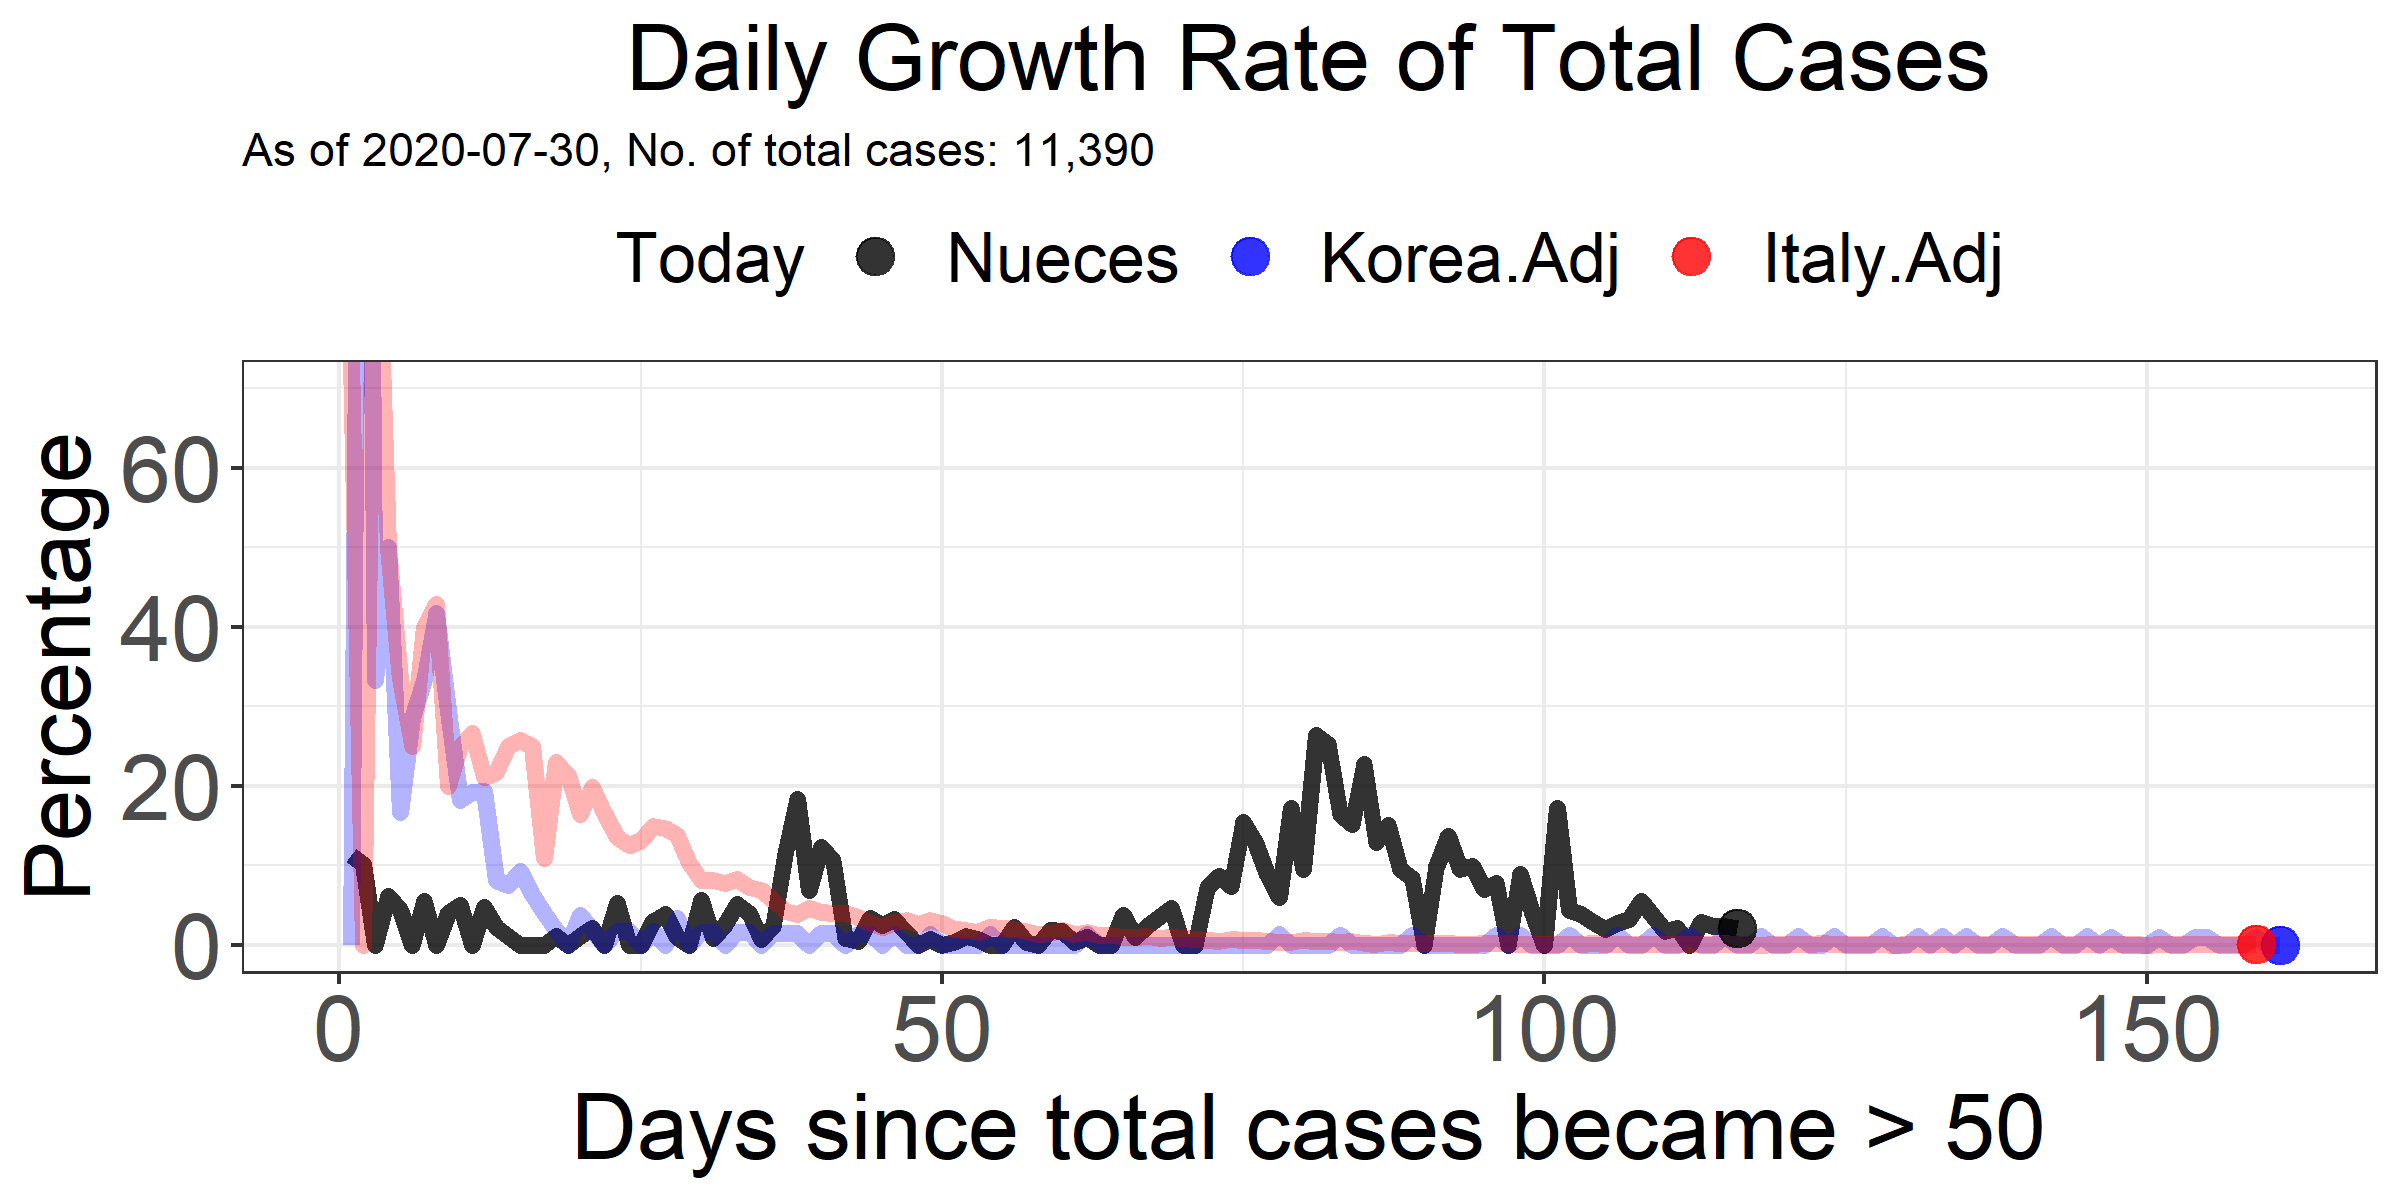 Daily Growth Rate of Total Cases
As of 2020-07-30, No. of total cases: 11,390
Today Nueces Korea.Adj Italy.Adj
Percentage
60
40
20
0
0 50 100 150
Days since total cases became > 50